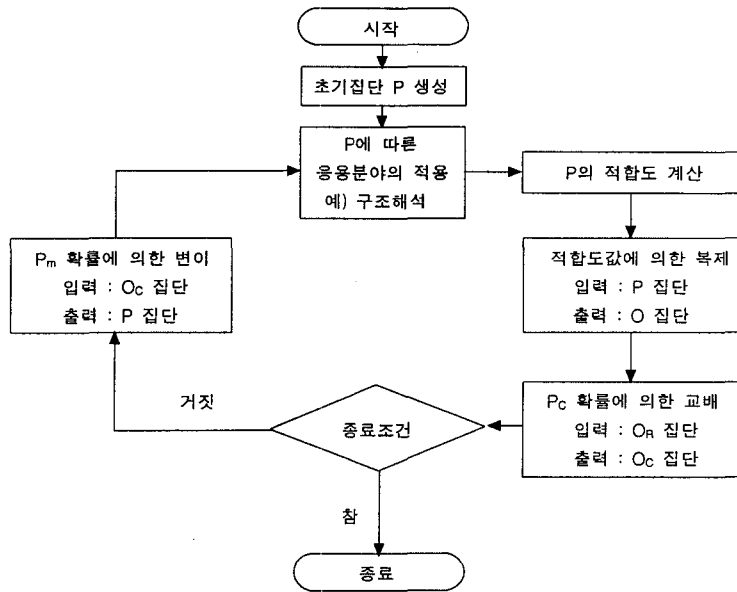 시작
초기집단 P 생성
P에 따른
응용분야의 적용
예) 구조해석
P의 적합도 계산
적합도값에 의한 복제
입력 : P 집단
출력 : O 집단
PC 확률에 의한 교배
입력 : OR 집단
출력 : OC 집단
종료조건
거짓
Pm 확률에 의한 변이
입력 : OC 집단
출력 : P 집단
참
종료